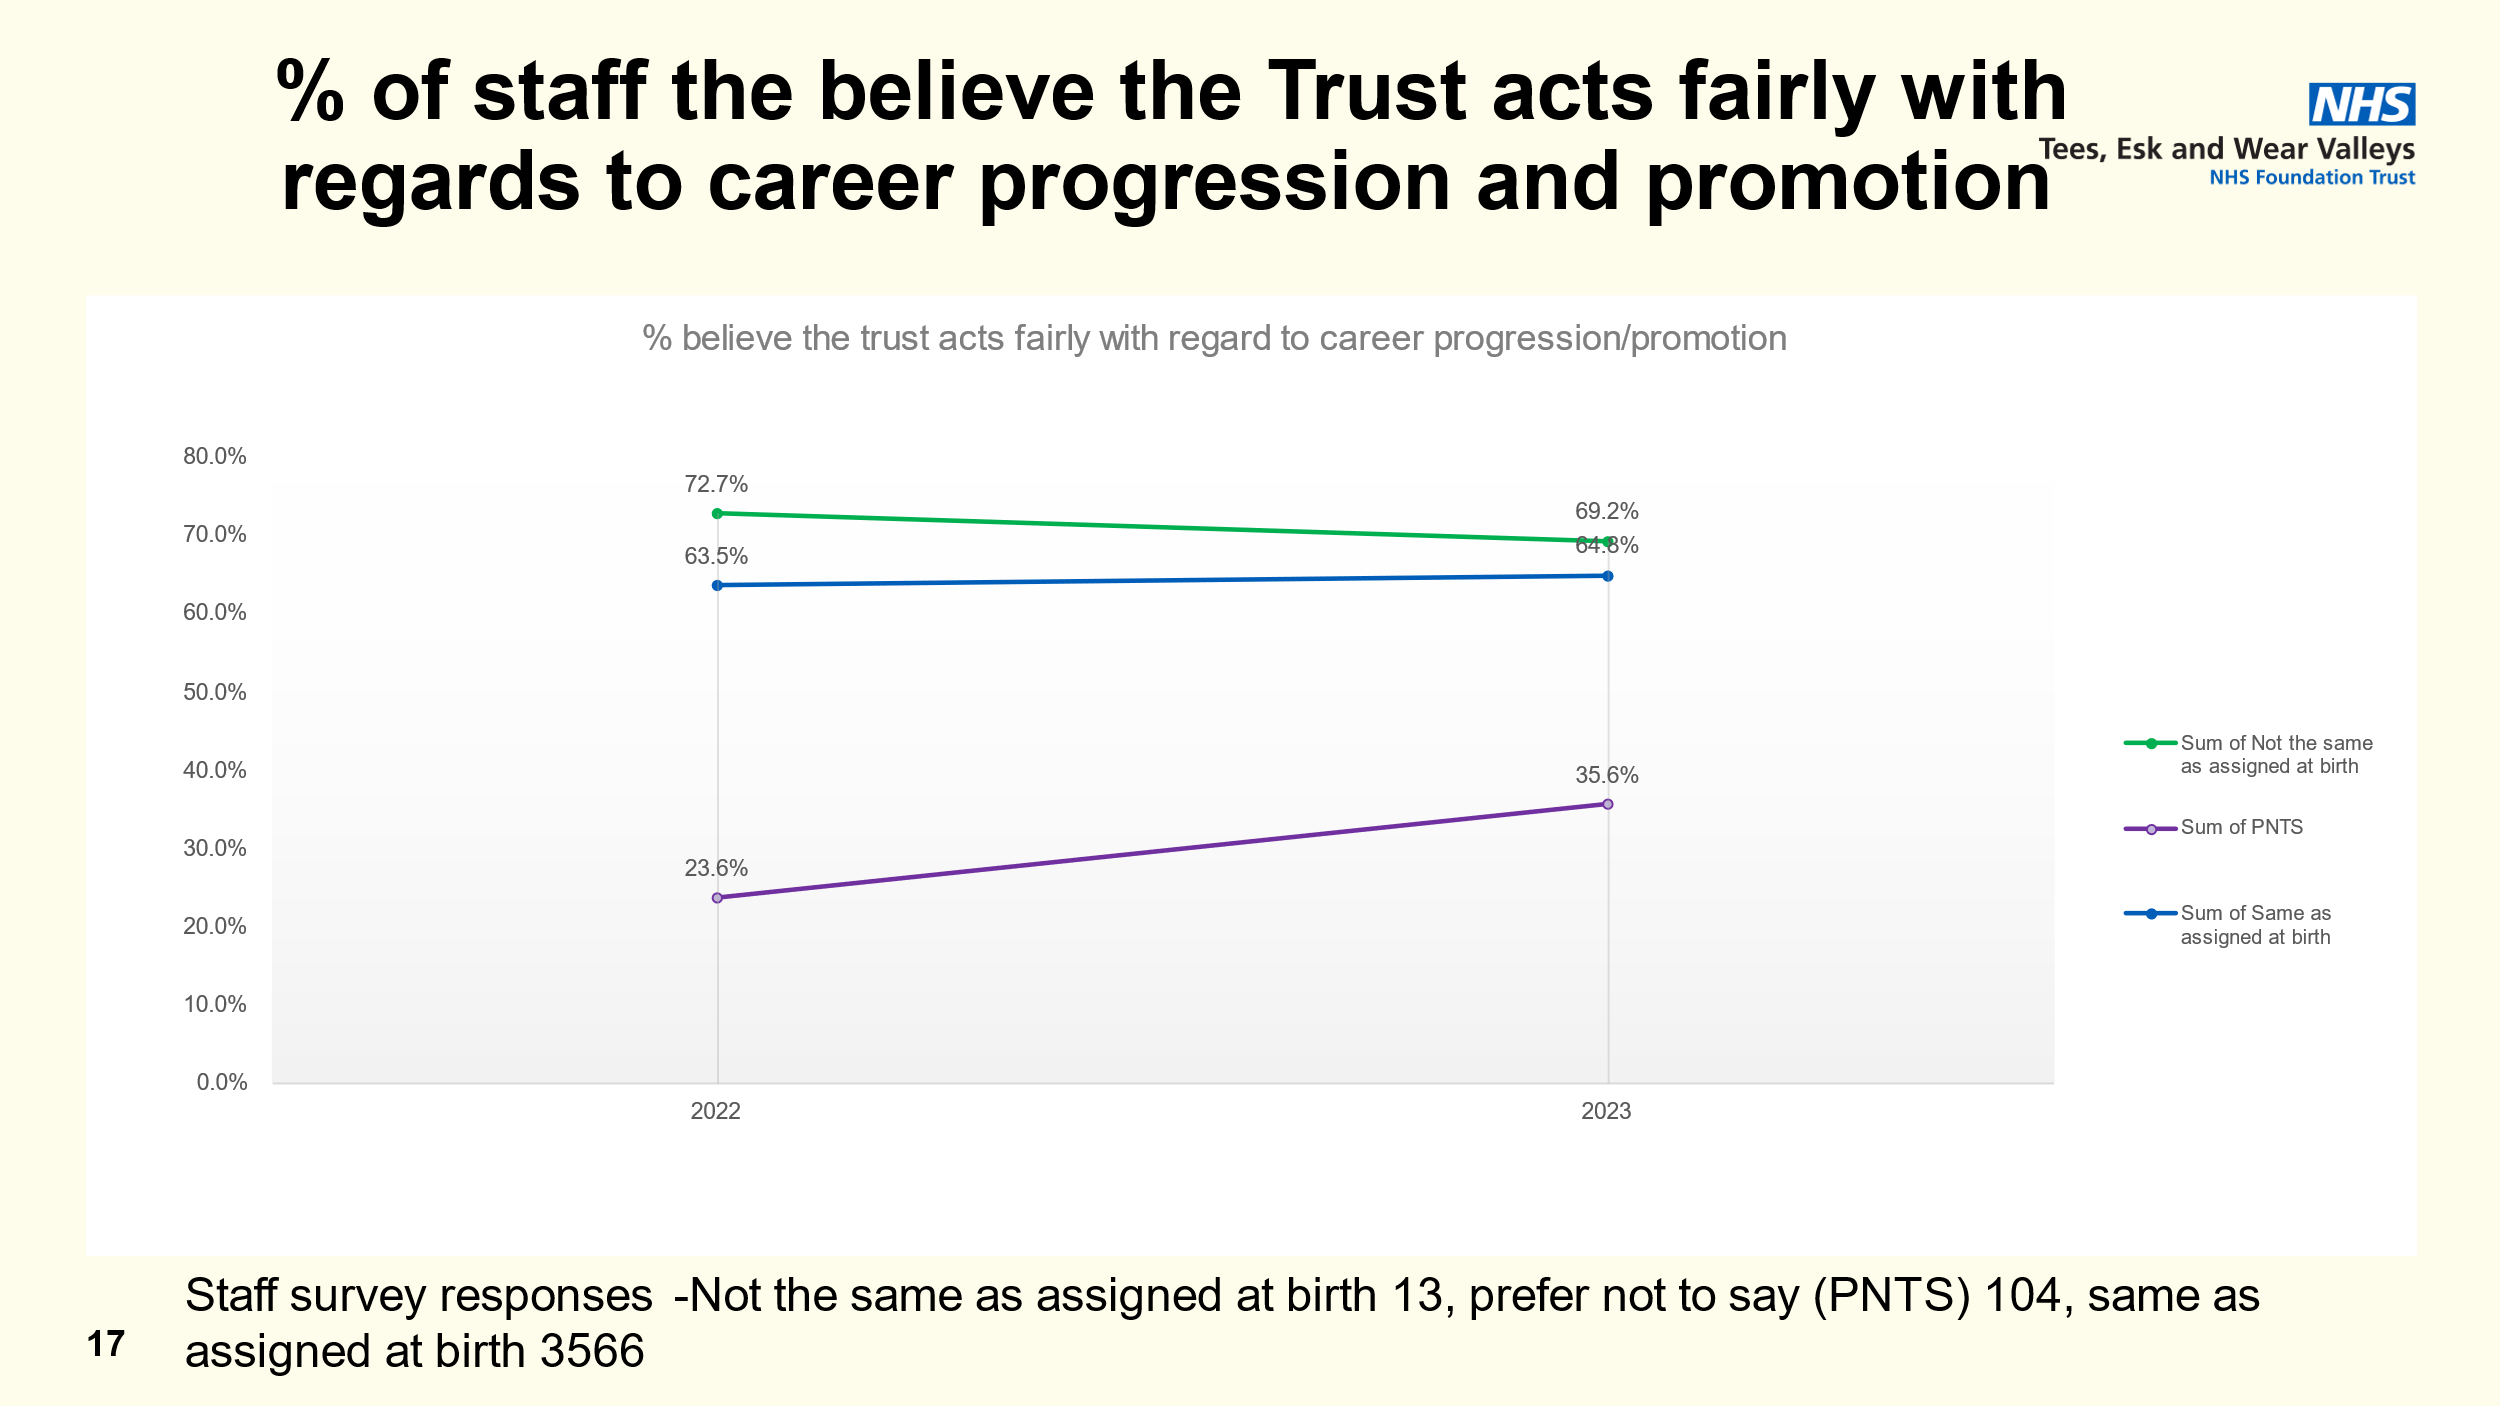 % of staff the believe the Trust acts fairly with
regards to career progression and promotion
NHS
Tees, Esk and Wear Valleys
NHS Foundation Trust
% believe the trust acts fairly with regard to career progression/promotion
80.0%
70.0%
60.0%
50.0%
40.0%
30.0%
20.0%
10.0%
0.0%
72.7%
63.5%
23.6%
69.2%
64.8%
35.6%
2022
2023
Sum of Not the same
as assigned at birth
Sum of PNTS
Sum of Same as
assigned at birth
Staff survey responses -Not the same as assigned at birth 13, prefer not to say (PNTS) 104, same as
assigned at birth 3566
17